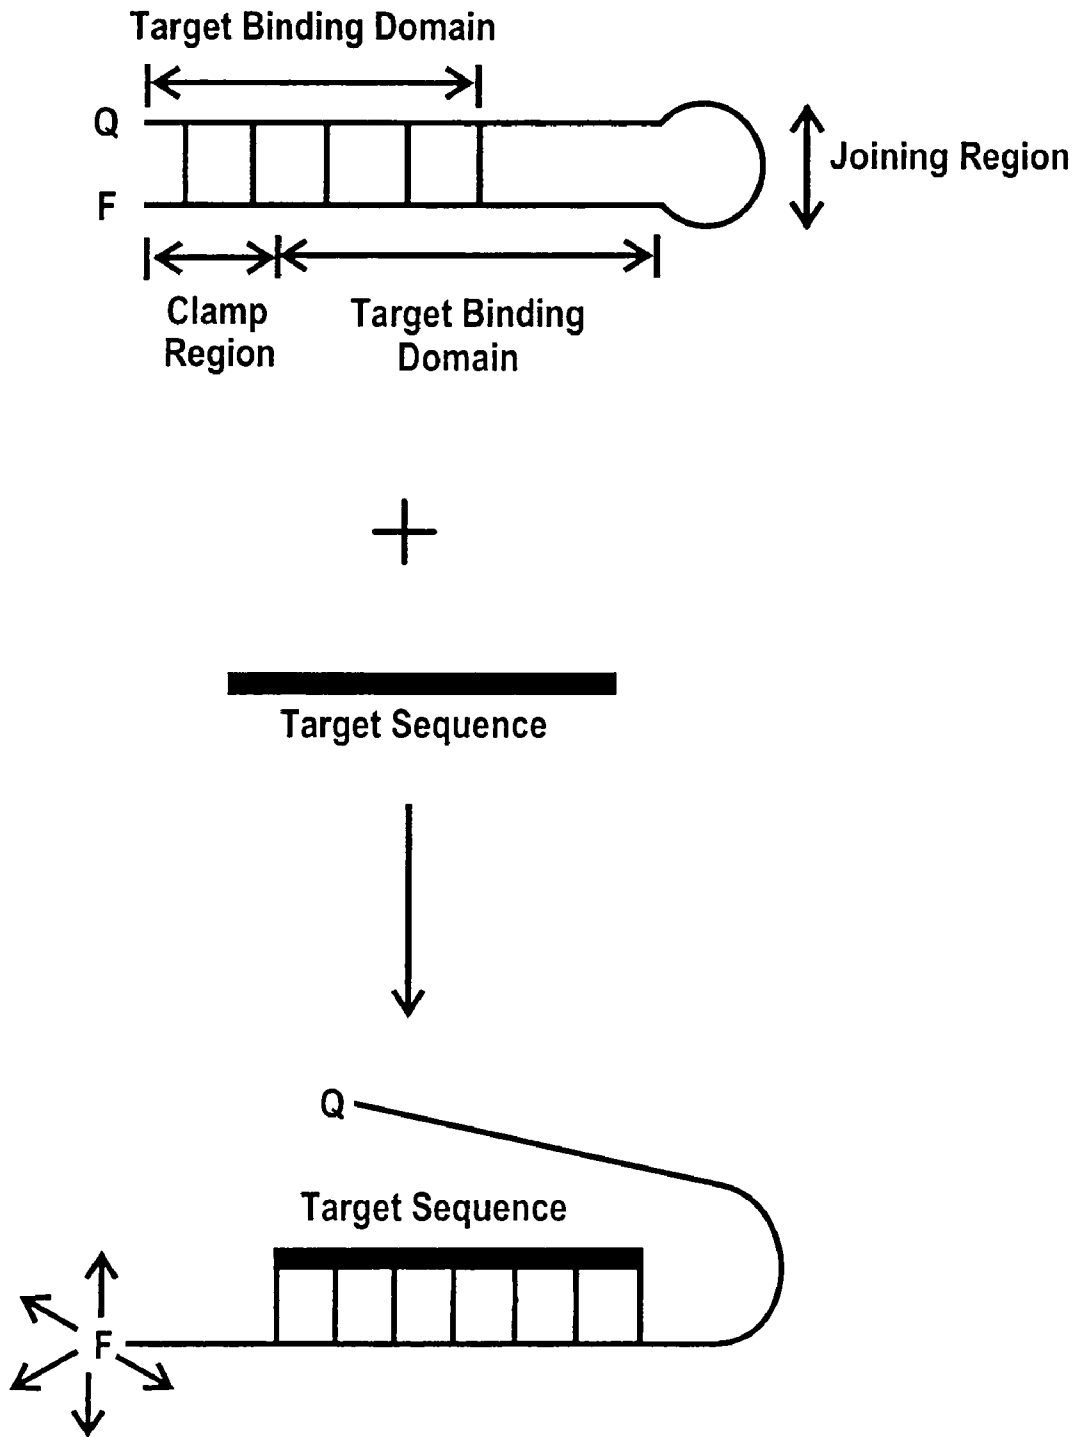 Target Binding Domain
Q
Joining Region
F
Clamp
Region
Target Binding
Domain
+
Target Sequence
Q
Target Sequence
F